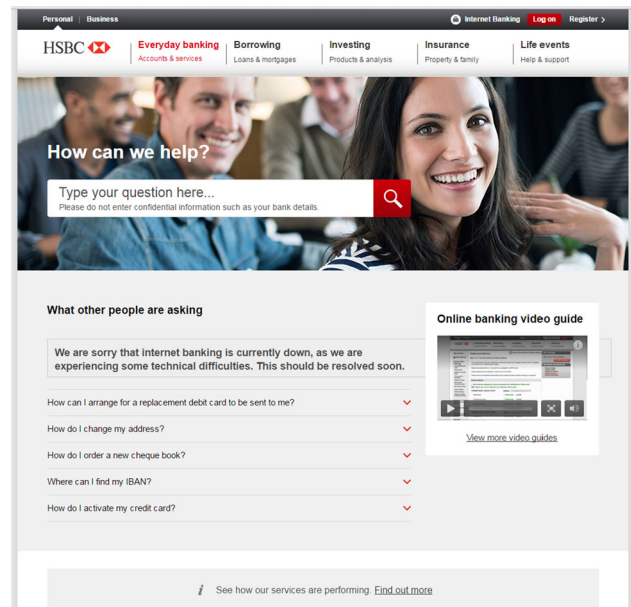 Personal | Business
Internet Banking Log on Register >
HSBC
Everyday banking
Accounts & services
Borrowing
Loans & mortgages
Investing
Products & analysis
Insurance
Property & family
Life events
Help & support
How can we help?
Type your question here...
Please do not enter confidential information such as your bank details.
What other people are asking
We are sorry that internet banking is currently down, as we are
experiencing some technical difficulties. This should be resolved soon.
How can I arrange for a replacement debit card to be sent to me?
How do I change my address?
How do I order a new cheque book?
Where can I find my IBAN?
How do I activate my credit card?
Online banking video guide
View more video guides
i See how our services are performing. Find out more